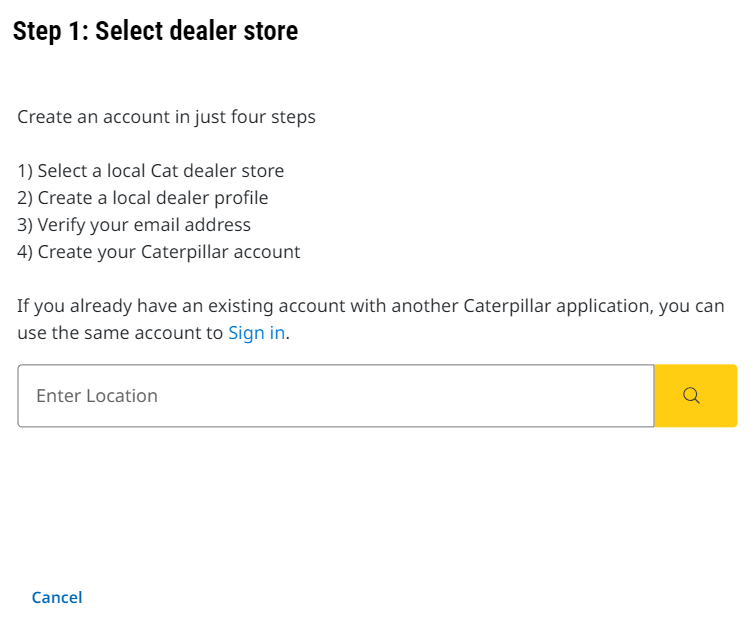 Step 1: Select dealer store
Create an account in just four steps
1) Select a local Cat dealer store
2) Create a local dealer profile
3) Verify your email address
4) Create your Caterpillar account
If you already have an existing account with another Caterpillar application, you can
use the same account to Sign in.
Enter Location
Cancel